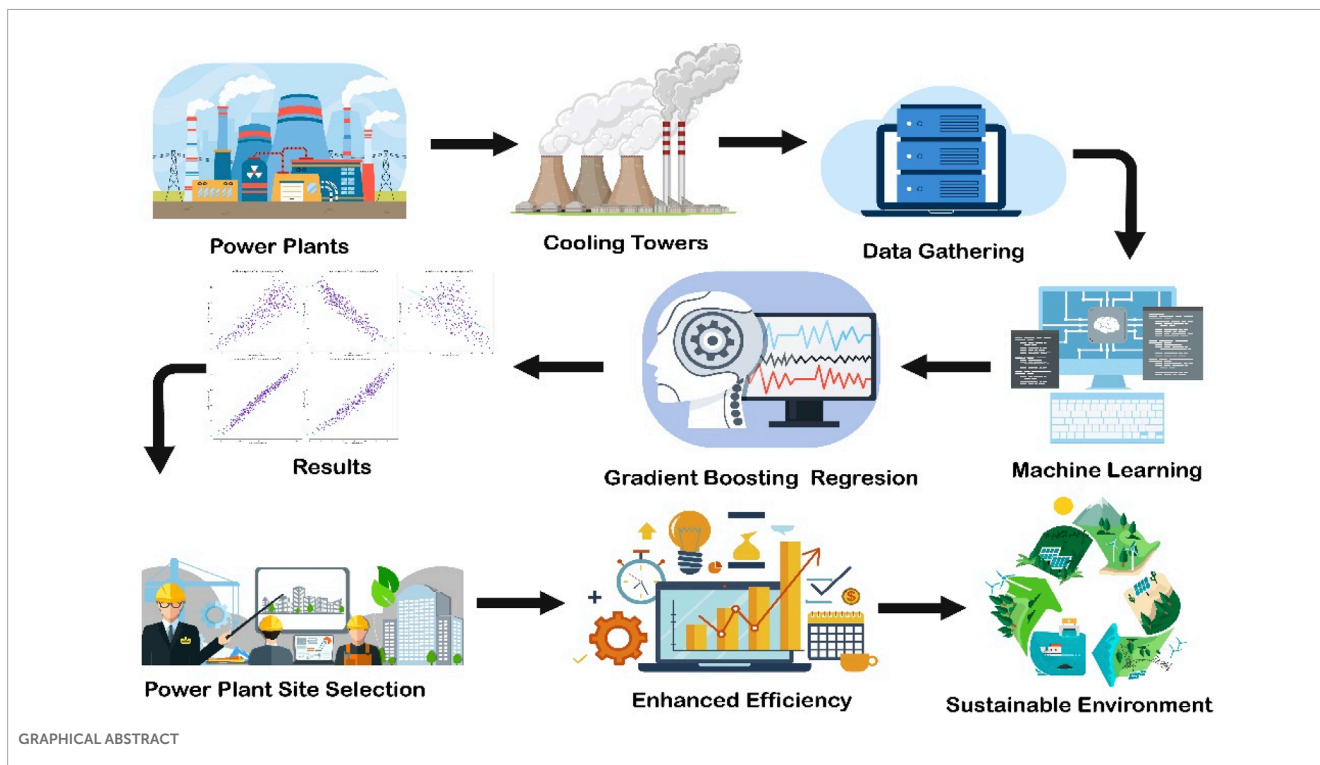 Power Plants
Cooling Towers
Data Gathering
Machine Learning
Gradient Boosting Regresion
Results
Power Plant Site Selection
Enhanced Efficiency
Sustainable Environment
GRAPHICAL ABSTRACT